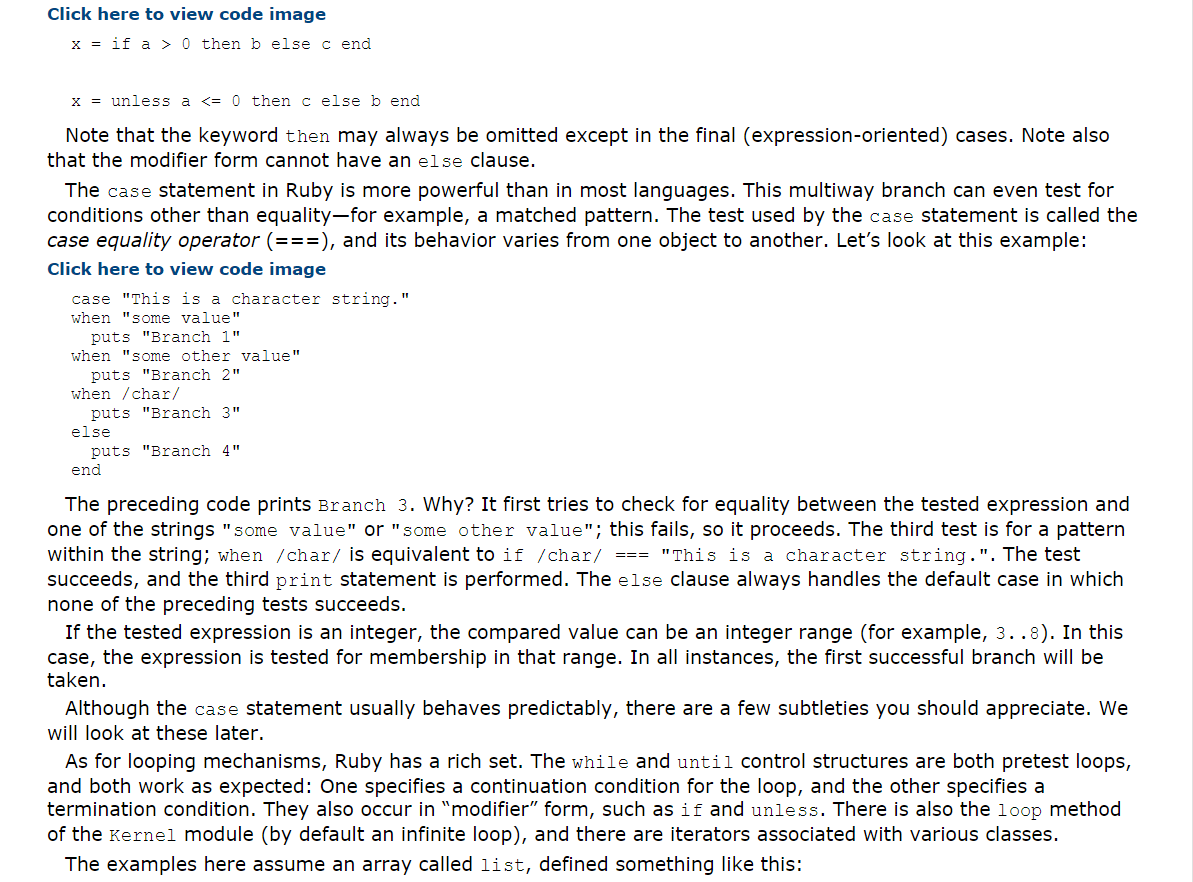 Click here to view code image
x = if a > 0 then b else c end
x = unless a <= 0 then c else b end
Note that the keyword then may always be omitted except in the final (expression-oriented) cases. Note also
that the modifier form cannot have an else clause.
The case statement in Ruby is more powerful than in most languages. This multiway branch can even test for
conditions other than equality—for example, a matched pattern. The test used by the case statement is called the
case equality operator (===), and its behavior varies from one object to another. Let’s look at this example:
Click here to view code image
case "This is a character string."
when "some value"
puts "Branch 1"
when "some other value"
puts "Branch 2"
when /char/
puts "Branch 3"
else
puts "Branch 4"
end
The preceding code prints Branch 3. Why? It first tries to check for equality between the tested expression and
one of the strings "some value" or "some other value"; this fails, so it proceeds. The third test is for a pattern
within the string; when /char/ is equivalent to if /char/ === "This is a character string.". The test
succeeds, and the third print statement is performed. The else clause always handles the default case in which
none of the preceding tests succeeds.
If the tested expression is an integer, the compared value can be an integer range (for example, 3..8). In this
case, the expression is tested for membership in that range. In all instances, the first successful branch will be
taken.
Although the case statement usually behaves predictably, there are a few subtleties you should appreciate. We
will look at these later.
As for looping mechanisms, Ruby has a rich set. The while and until control structures are both pretest loops,
and both work as expected: One specifies a continuation condition for the loop, and the other specifies a
termination condition. They also occur in “modifier” form, such as if and unless. There is also the loop method
of the Kernel module (by default an infinite loop), and there are iterators associated with various classes.
The examples here assume an array called list, defined something like this: